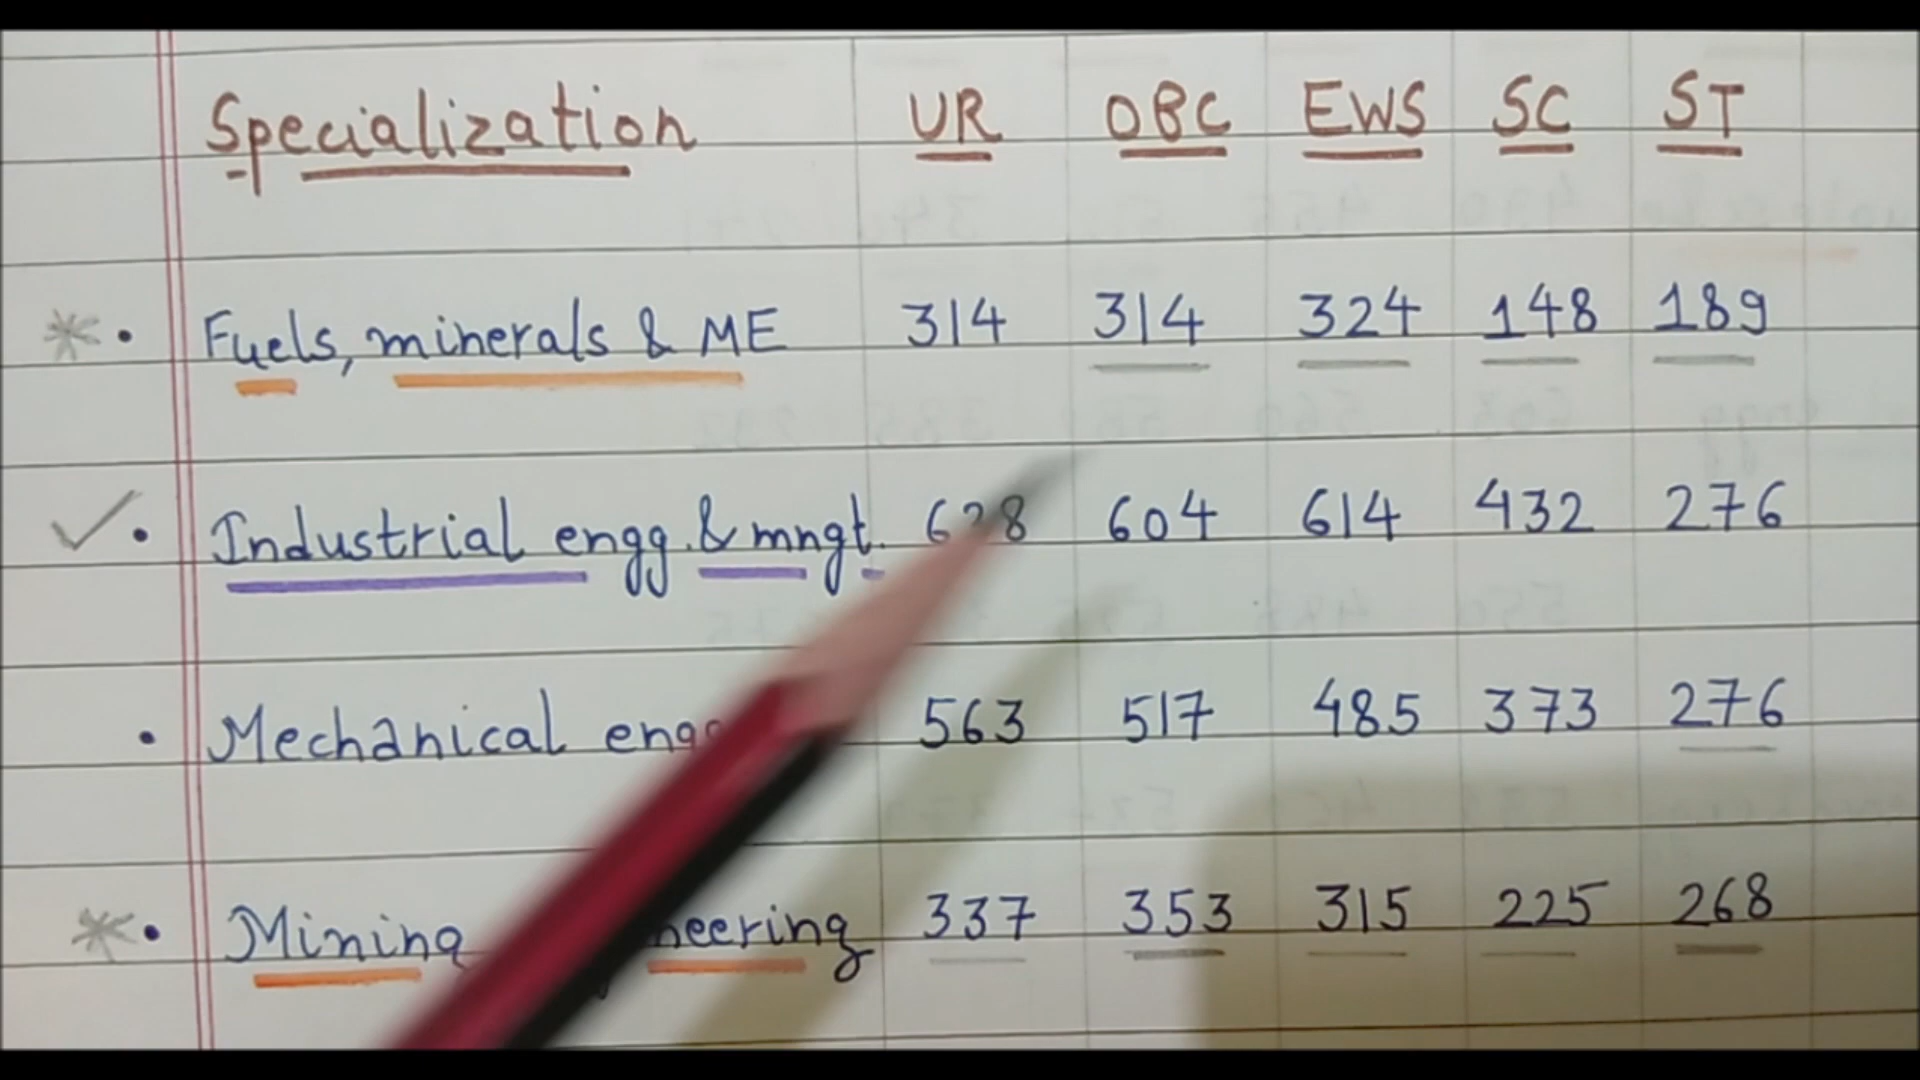 Specialization UR OBC EWS SC ST
* • Fuels, minerals & ME 314 314 324 148 189
✓ • Industrial engg. & mngt. 604 614 432 276
• Mechanical 563 517 485 373 276
* • Mining 337 353 315 225 268